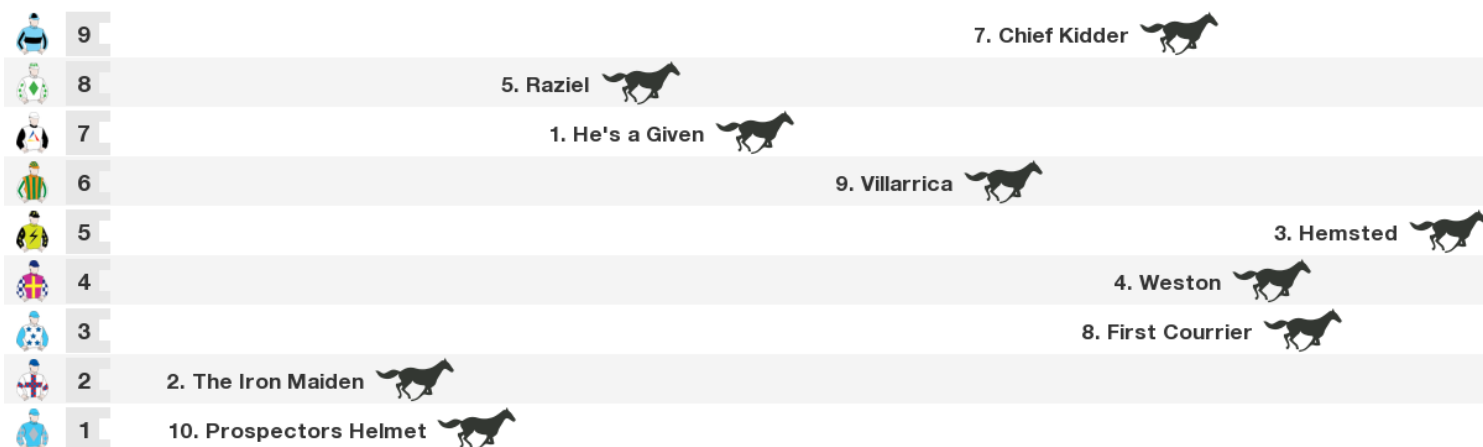 9 7. Chief Kidder
8 5. Raziel
7 1. He's a Given
6 9. Villarrica
5 3. Hemsted
4 4. Weston
3 8. First Courrier
2 2. The Iron Maiden
1 10. Prospectors Helmet